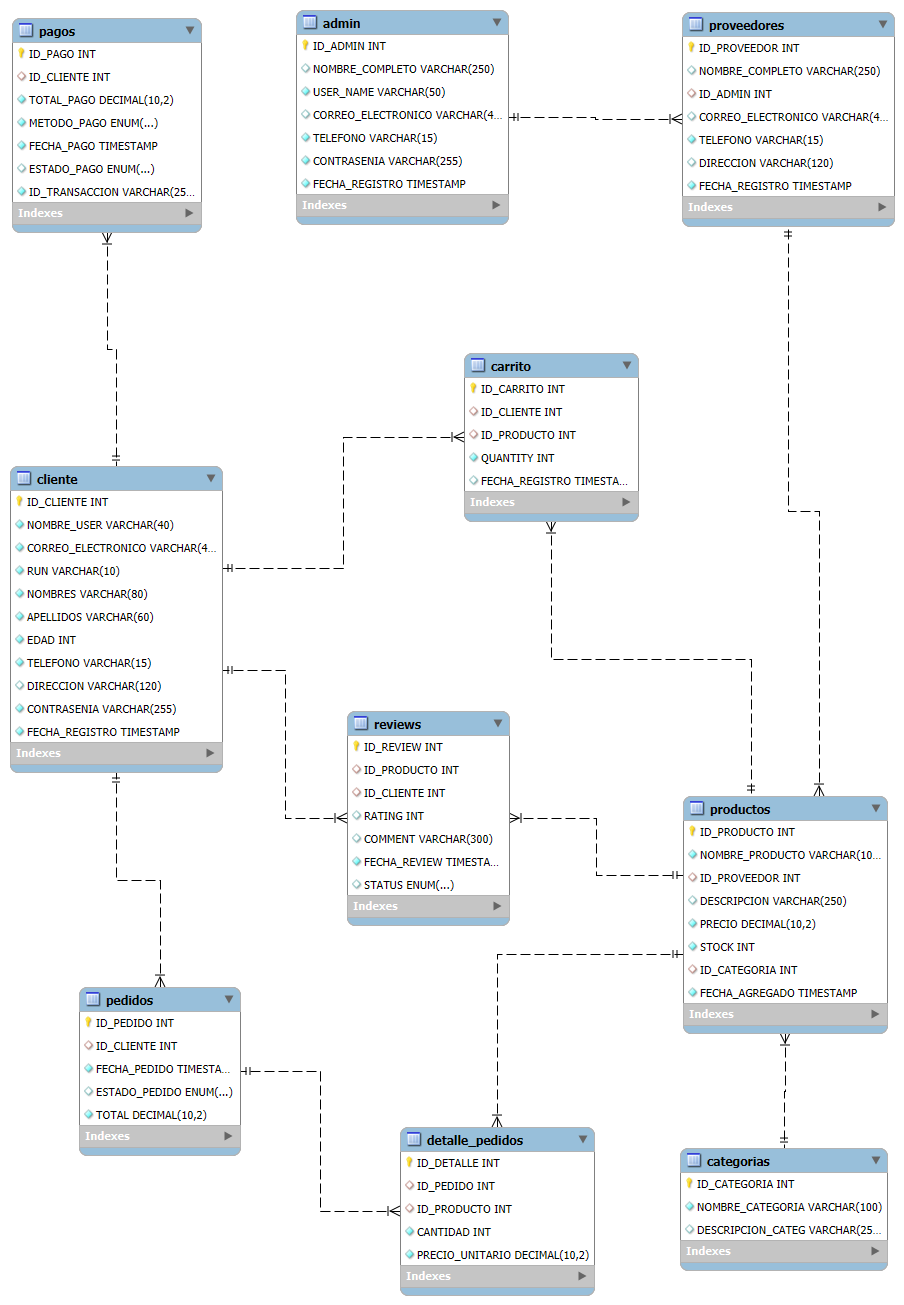 pagos
ID_PAGO INT
ID_CLIENTE INT
TOTAL_PAGO DECIMAL(10,2)
METODO_PAGO ENUM(...)
FECHA_PAGO TIMESTAMP
ESTADO_PAGO ENUM(...)
ID_TRANSACCION VARCHAR(25...
Indexes
admin
ID_ADMIN INT
NOMBRE_COMPLETO VARCHAR(250)
USER_NAME VARCHAR(50)
CORREO_ELECTRONICO VARCHAR(4...
TELEFONO VARCHAR(15)
CONTRASENIA VARCHAR(255)
FECHA_REGISTRO TIMESTAMP
Indexes
proveedores
ID_PROVEEDOR INT
NOMBRE_COMPLETO VARCHAR(250)
ID_ADMIN INT
CORREO_ELECTRONICO VARCHAR(4...
TELEFONO VARCHAR(15)
DIRECCION VARCHAR(120)
FECHA_REGISTRO TIMESTAMP
Indexes
carrito
ID_CARRITO INT
ID_CLIENTE INT
ID_PRODUCTO INT
QUANTITY INT
FECHA_REGISTRO TIMESTA...
Indexes
cliente
ID_CLIENTE INT
NOMBRE_USER VARCHAR(40)
CORREO_ELECTRONICO VARCHAR(4...
RUN VARCHAR(10)
NOMBRES VARCHAR(80)
APELLIDOS VARCHAR(60)
EDAD INT
TELEFONO VARCHAR(15)
DIRECCION VARCHAR(120)
CONTRASENIA VARCHAR(255)
FECHA_REGISTRO TIMESTAMP
Indexes
reviews
ID_REVIEW INT
ID_PRODUCTO INT
ID_CLIENTE INT
RATING INT
COMMENT VARCHAR(300)
FECHA_REVIEW TIMESTA...
STATUS ENUM(...)
Indexes
productos
ID_PRODUCTO INT
NOMBRE_PRODUCTO VARCHAR(10...
ID_PROVEEDOR INT
DESCRIPCION VARCHAR(250)
PRECIO DECIMAL(10,2)
STOCK INT
ID_CATEGORIA INT
FECHA_AGREGADO TIMESTAMP
Indexes
pedidos
ID_PEDIDO INT
ID_CLIENTE INT
FECHA_PEDIDO TIMESTA...
ESTADO_PEDIDO ENUM(...)
TOTAL DECIMAL(10,2)
Indexes
detalle_pedidos
ID_DETALLE INT
ID_PEDIDO INT
ID_PRODUCTO INT
CANTIDAD INT
PRECIO_UNITARIO DECIMAL(10,2)
Indexes
categorias
ID_CATEGORIA INT
NOMBRE_CATEGORIA VARCHAR(100)
DESCRIPCION_CATEG VARCHAR(25...
Indexes